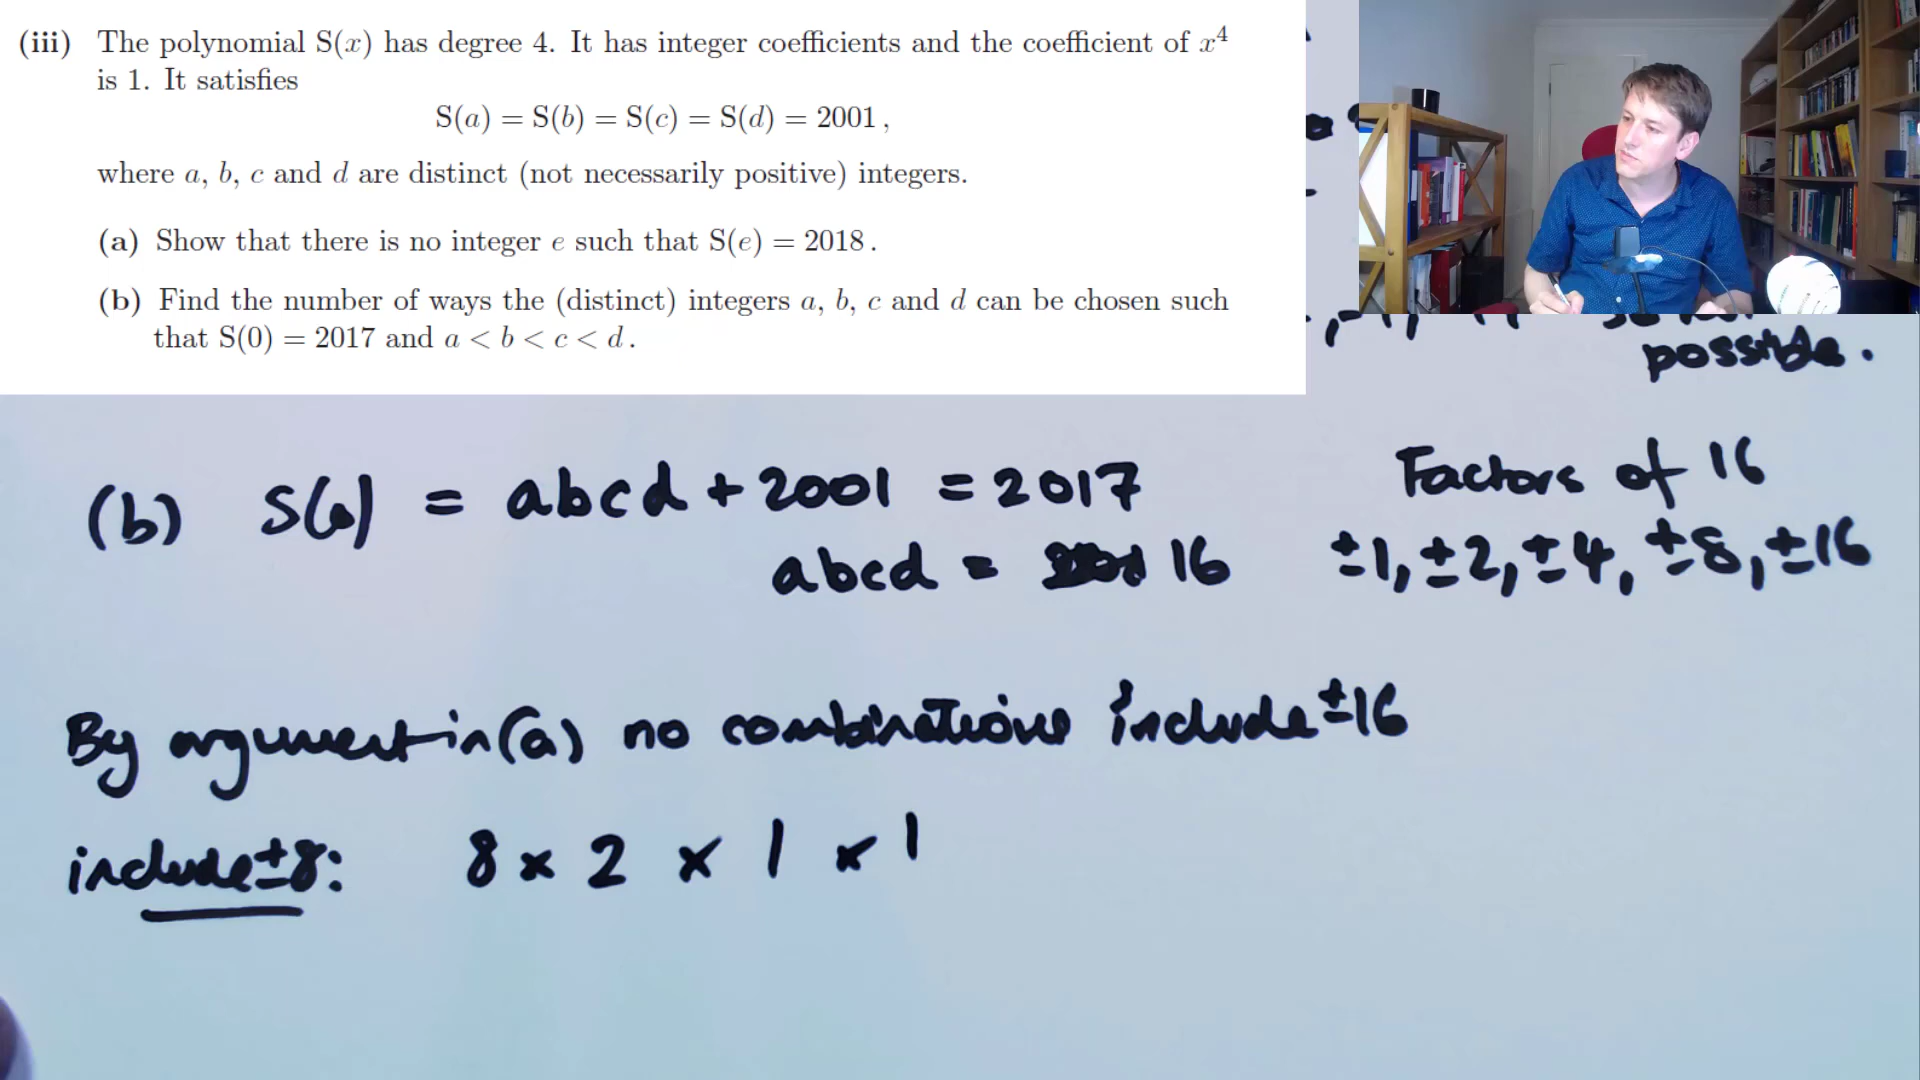 (iii) The polynomial S(x) has degree 4. It has integer coefficients and the coefficient of x⁴
is 1. It satisfies
S(a) = S(b) = S(c) = S(d) = 2001 ,
where a, b, c and d are distinct (not necessarily positive) integers.
(a) Show that there is no integer e such that S(e) = 2018 .
(b) Find the number of ways the (distinct) integers a, b, c and d can be chosen such
that S(0) = 2017 and a < b < c < d .
possible.
(b) S(0) = abcd + 2001 = 2017
abcd = 16
Factors of 16
±1, ±2, ±4, ±8, ±16
By argument in (a) no combinations include ±16
include ±8: 8 × 2 × 1 × 1